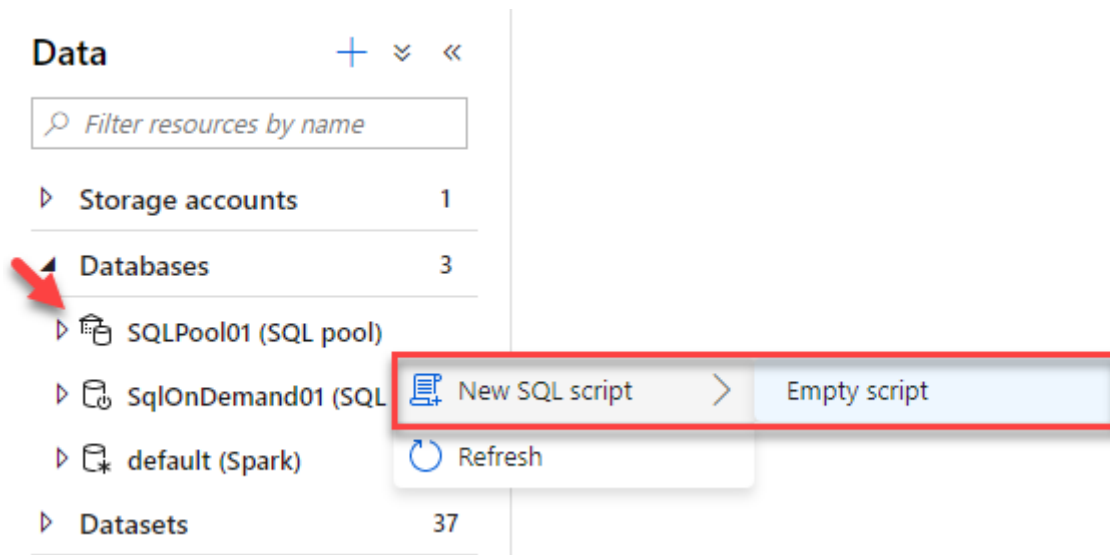 Data
Filter resources by name
Storage accounts 1
Databases 3
SQLPool01 (SQL pool)
SqlOnDemand01 (SQL
New SQL script Empty script
default (Spark)
Refresh
Datasets 37